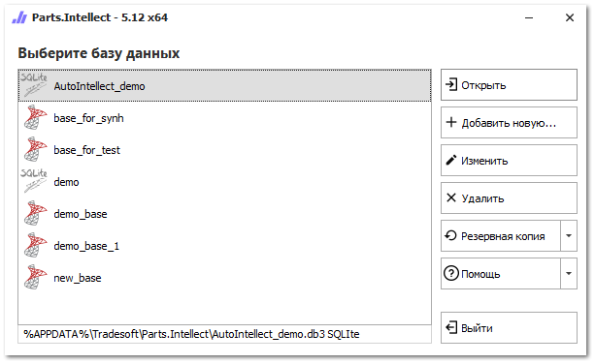 Parts.Intellect - 5.12 x64
Выберите базу данных
SQLite AutoIntellect_demo
base_for_synh
base_for_test
SQLite demo
demo_base
demo_base_1
new_base
%APPDATA%\Tradesoft\Parts.Intellect\AutoIntellect_demo.db3 SQLIte
Открыть
Добавить новую...
Изменить
Удалить
Резервная копия
Помощь
Выйти